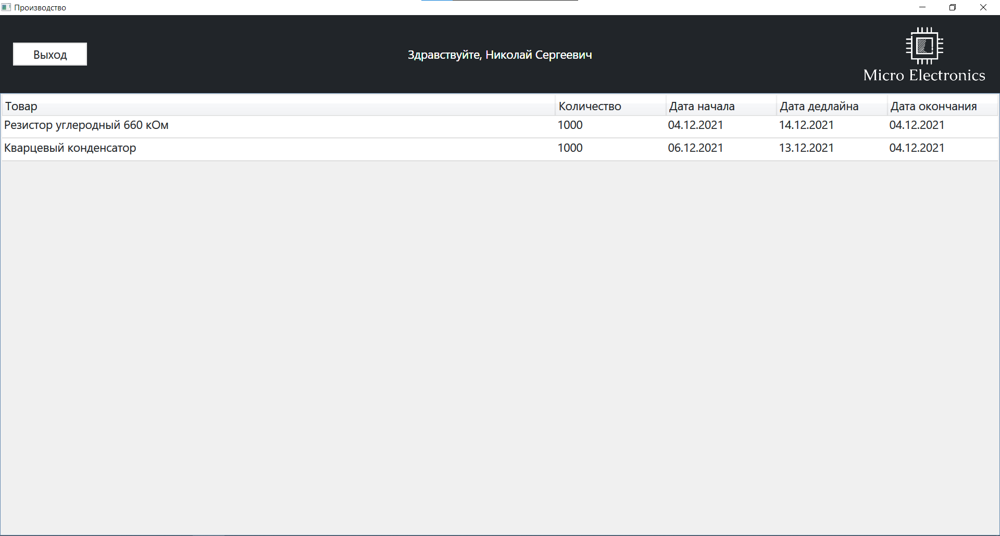 Производство
Выход
Здравствуйте, Николай Сергеевич
Micro Electronics
Товар Количество Дата начала Дата дедлайна Дата окончания
Резистор углеродный 660 кОм 1000 04.12.2021 14.12.2021 04.12.2021
Кварцевый конденсатор 1000 06.12.2021 13.12.2021 04.12.2021